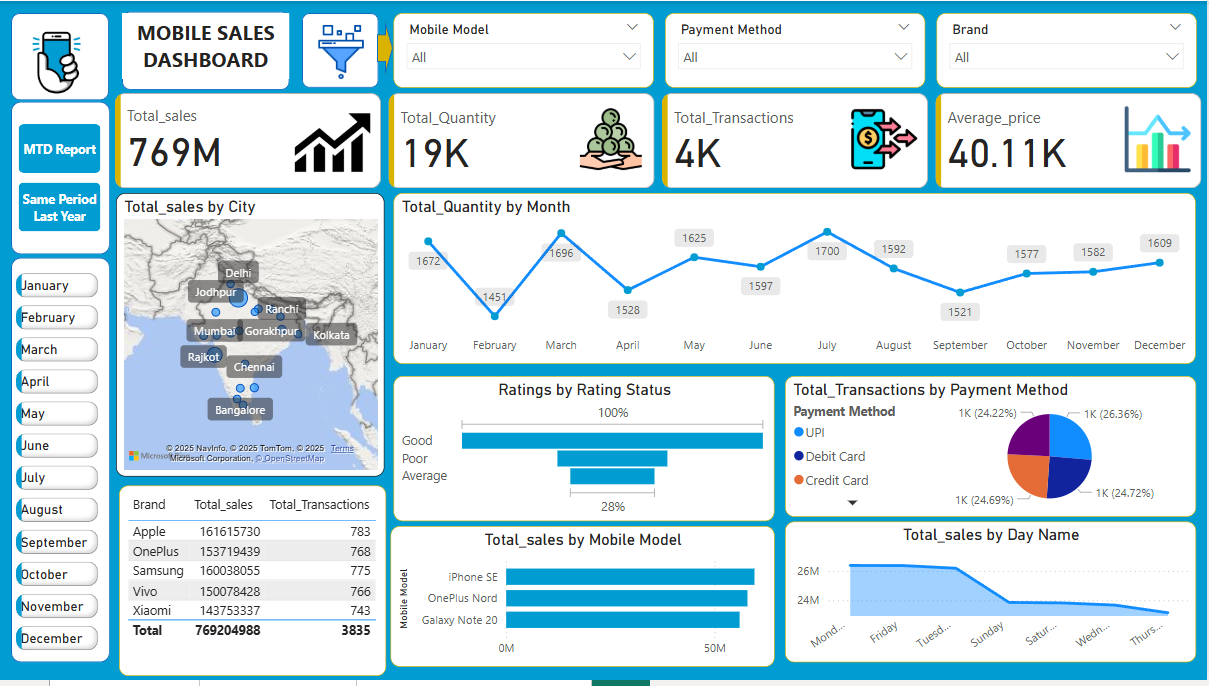 MOBILE SALES
DASHBOARD
Mobile Model
All
Payment Method
All
Brand
All
MTD Report
Same Period
Last Year
January
February
March
April
May
June
July
August
September
October
November
December
Total_sales
769M
Total_Quantity
19K
Total_Transactions
4K
Average_price
40.11K
Total_sales by City
Delhi
Jodhpur
Ranchi
Mumbai
Gorakhpur
Kolkata
Rajkot
Chennai
Bangalore
© 2025 NavInfo, © 2025 TomTom, © 2025 Terms
Microsoft Corporation, © OpenStreetMap
Total_Quantity by Month
1672
1451
1696
1528
1625
1597
1700
1592
1521
1577
1582
1609
January February March April May June July August September October November December
Brand Total_sales Total_Transactions
Apple 161615730 783
OnePlus 153719439 768
Samsung 160038055 775
Vivo 150078428 766
Xiaomi 143753337 743
Total 769204988 3835
Ratings by Rating Status
100%
Good
Poor
Average
28%
Total_Transactions by Payment Method
Payment Method
UPI
Debit Card
Credit Card
1K (24.22%)
1K (26.36%)
1K (24.69%)
1K (24.72%)
Total_sales by Mobile Model
Mobile Model
iPhone SE
OnePlus Nord
Galaxy Note 20
0M 50M
Total_sales by Day Name
26M
24M
Mond... Friday Tuesd... Sunday Satur... Wedn... Thurs...